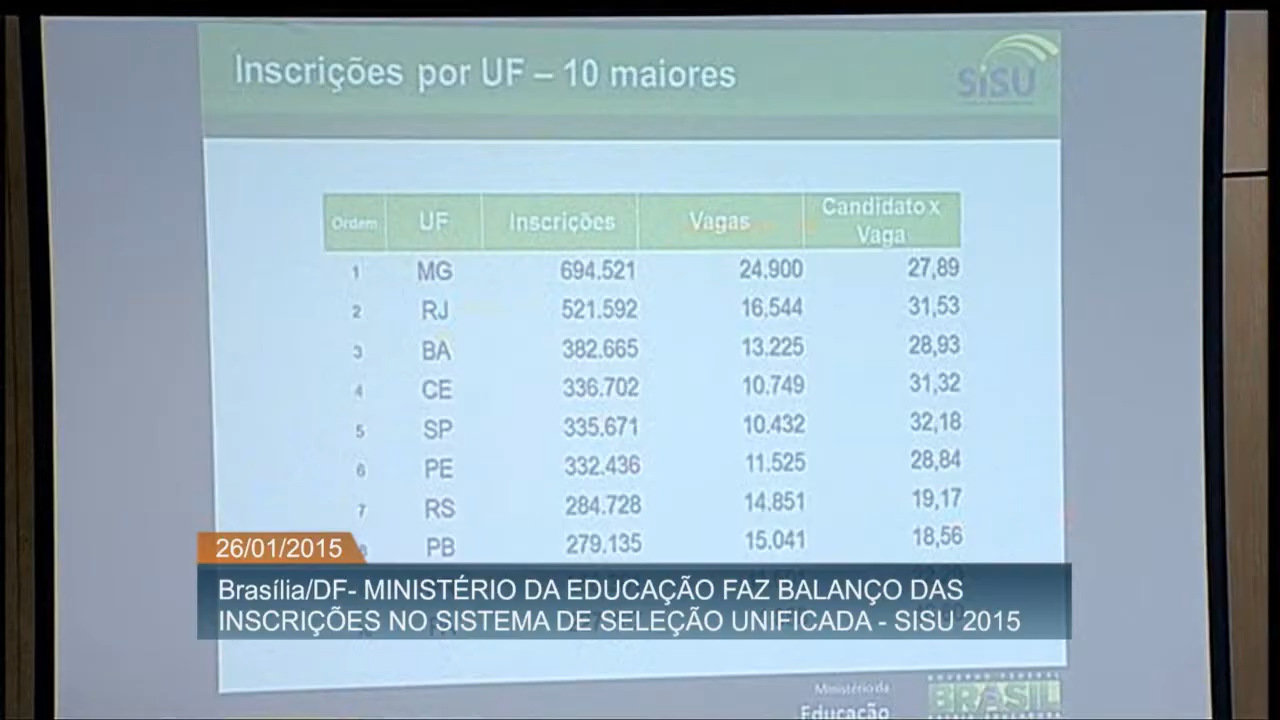 Inscrições por UF – 10 maiores
SiSU
Ordem UF Inscrições Vagas Candidato x Vaga
1 MG 694.521 24.900 27,89
2 RJ 521.592 16.544 31,53
3 BA 382.665 13.225 28,93
4 CE 336.702 10.749 31,32
5 SP 335.671 10.432 32,18
6 PE 332.436 11.525 28,84
7 RS 284.728 14.851 19,17
8 PB 279.135 15.041 18,56
26/01/2015
Brasília/DF- MINISTÉRIO DA EDUCAÇÃO FAZ BALANÇO DAS
INSCRIÇÕES NO SISTEMA DE SELEÇÃO UNIFICADA - SISU 2015
Ministério da
Educação
GOVERNO FEDERAL
BRASIL